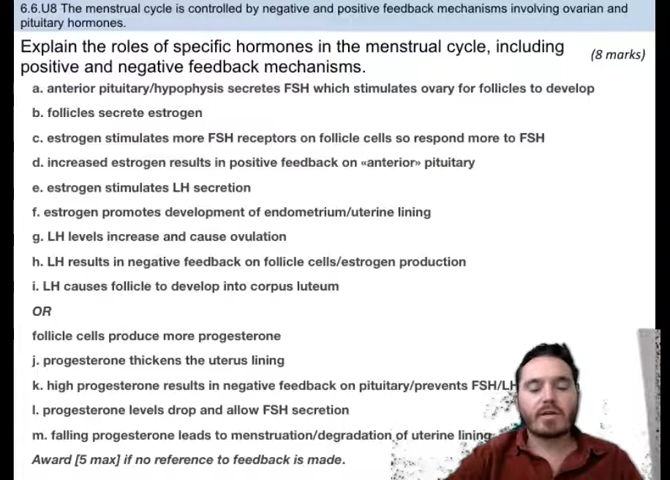 6.6.U8 The menstrual cycle is controlled by negative and positive feedback mechanisms involving ovarian and
pituitary hormones.
Explain the roles of specific hormones in the menstrual cycle, including
positive and negative feedback mechanisms.
(8 marks)
a. anterior pituitary/hypophysis secretes FSH which stimulates ovary for follicles to develop
b. follicles secrete estrogen
c. estrogen stimulates more FSH receptors on follicle cells so respond more to FSH
d. increased estrogen results in positive feedback on «anterior» pituitary
e. estrogen stimulates LH secretion
f. estrogen promotes development of endometrium/uterine lining
g. LH levels increase and cause ovulation
h. LH results in negative feedback on follicle cells/estrogen production
i. LH causes follicle to develop into corpus luteum
OR
follicle cells produce more progesterone
j. progesterone thickens the uterus lining
k. high progesterone results in negative feedback on pituitary/prevents FSH/LH
l. progesterone levels drop and allow FSH secretion
m. falling progesterone leads to menstruation/degradation of uterine lining
Award [5 max] if no reference to feedback is made.